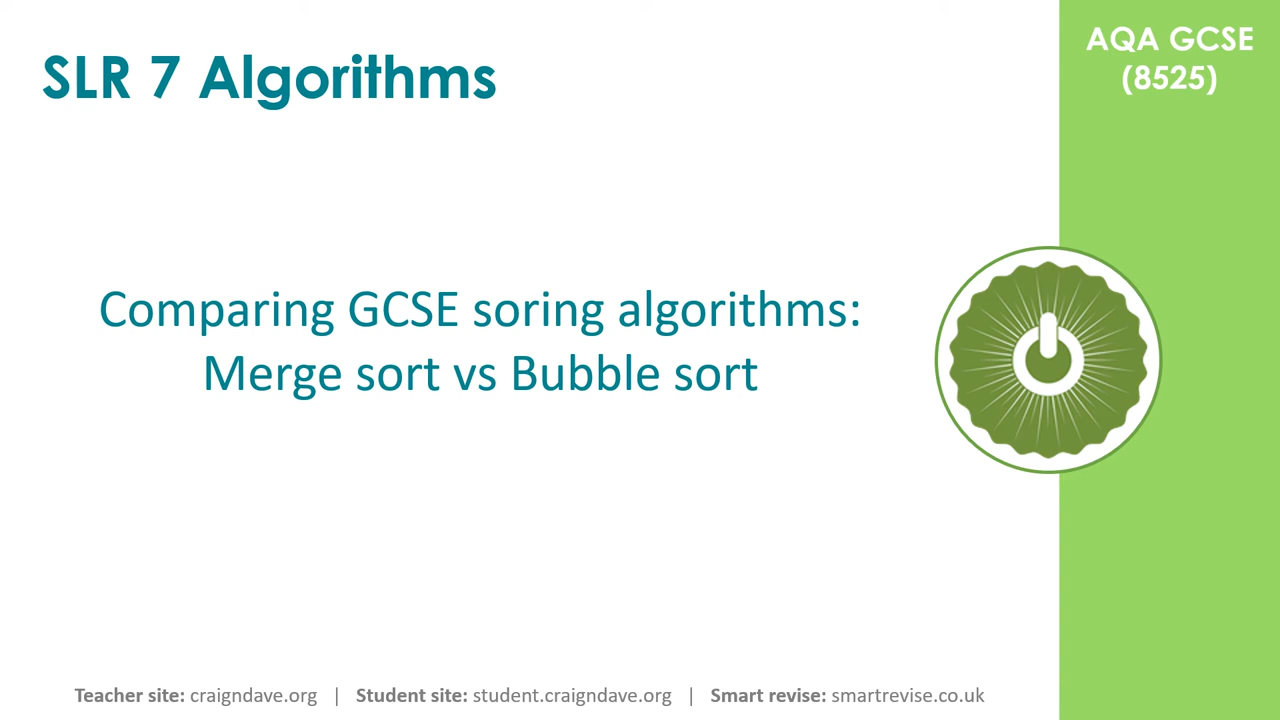 SLR 7 Algorithms
AQA GCSE
(8525)
Comparing GCSE soring algorithms:
Merge sort vs Bubble sort
Teacher site: craigndave.org | Student site: student.craigndave.org | Smart revise: smartrevise.co.uk